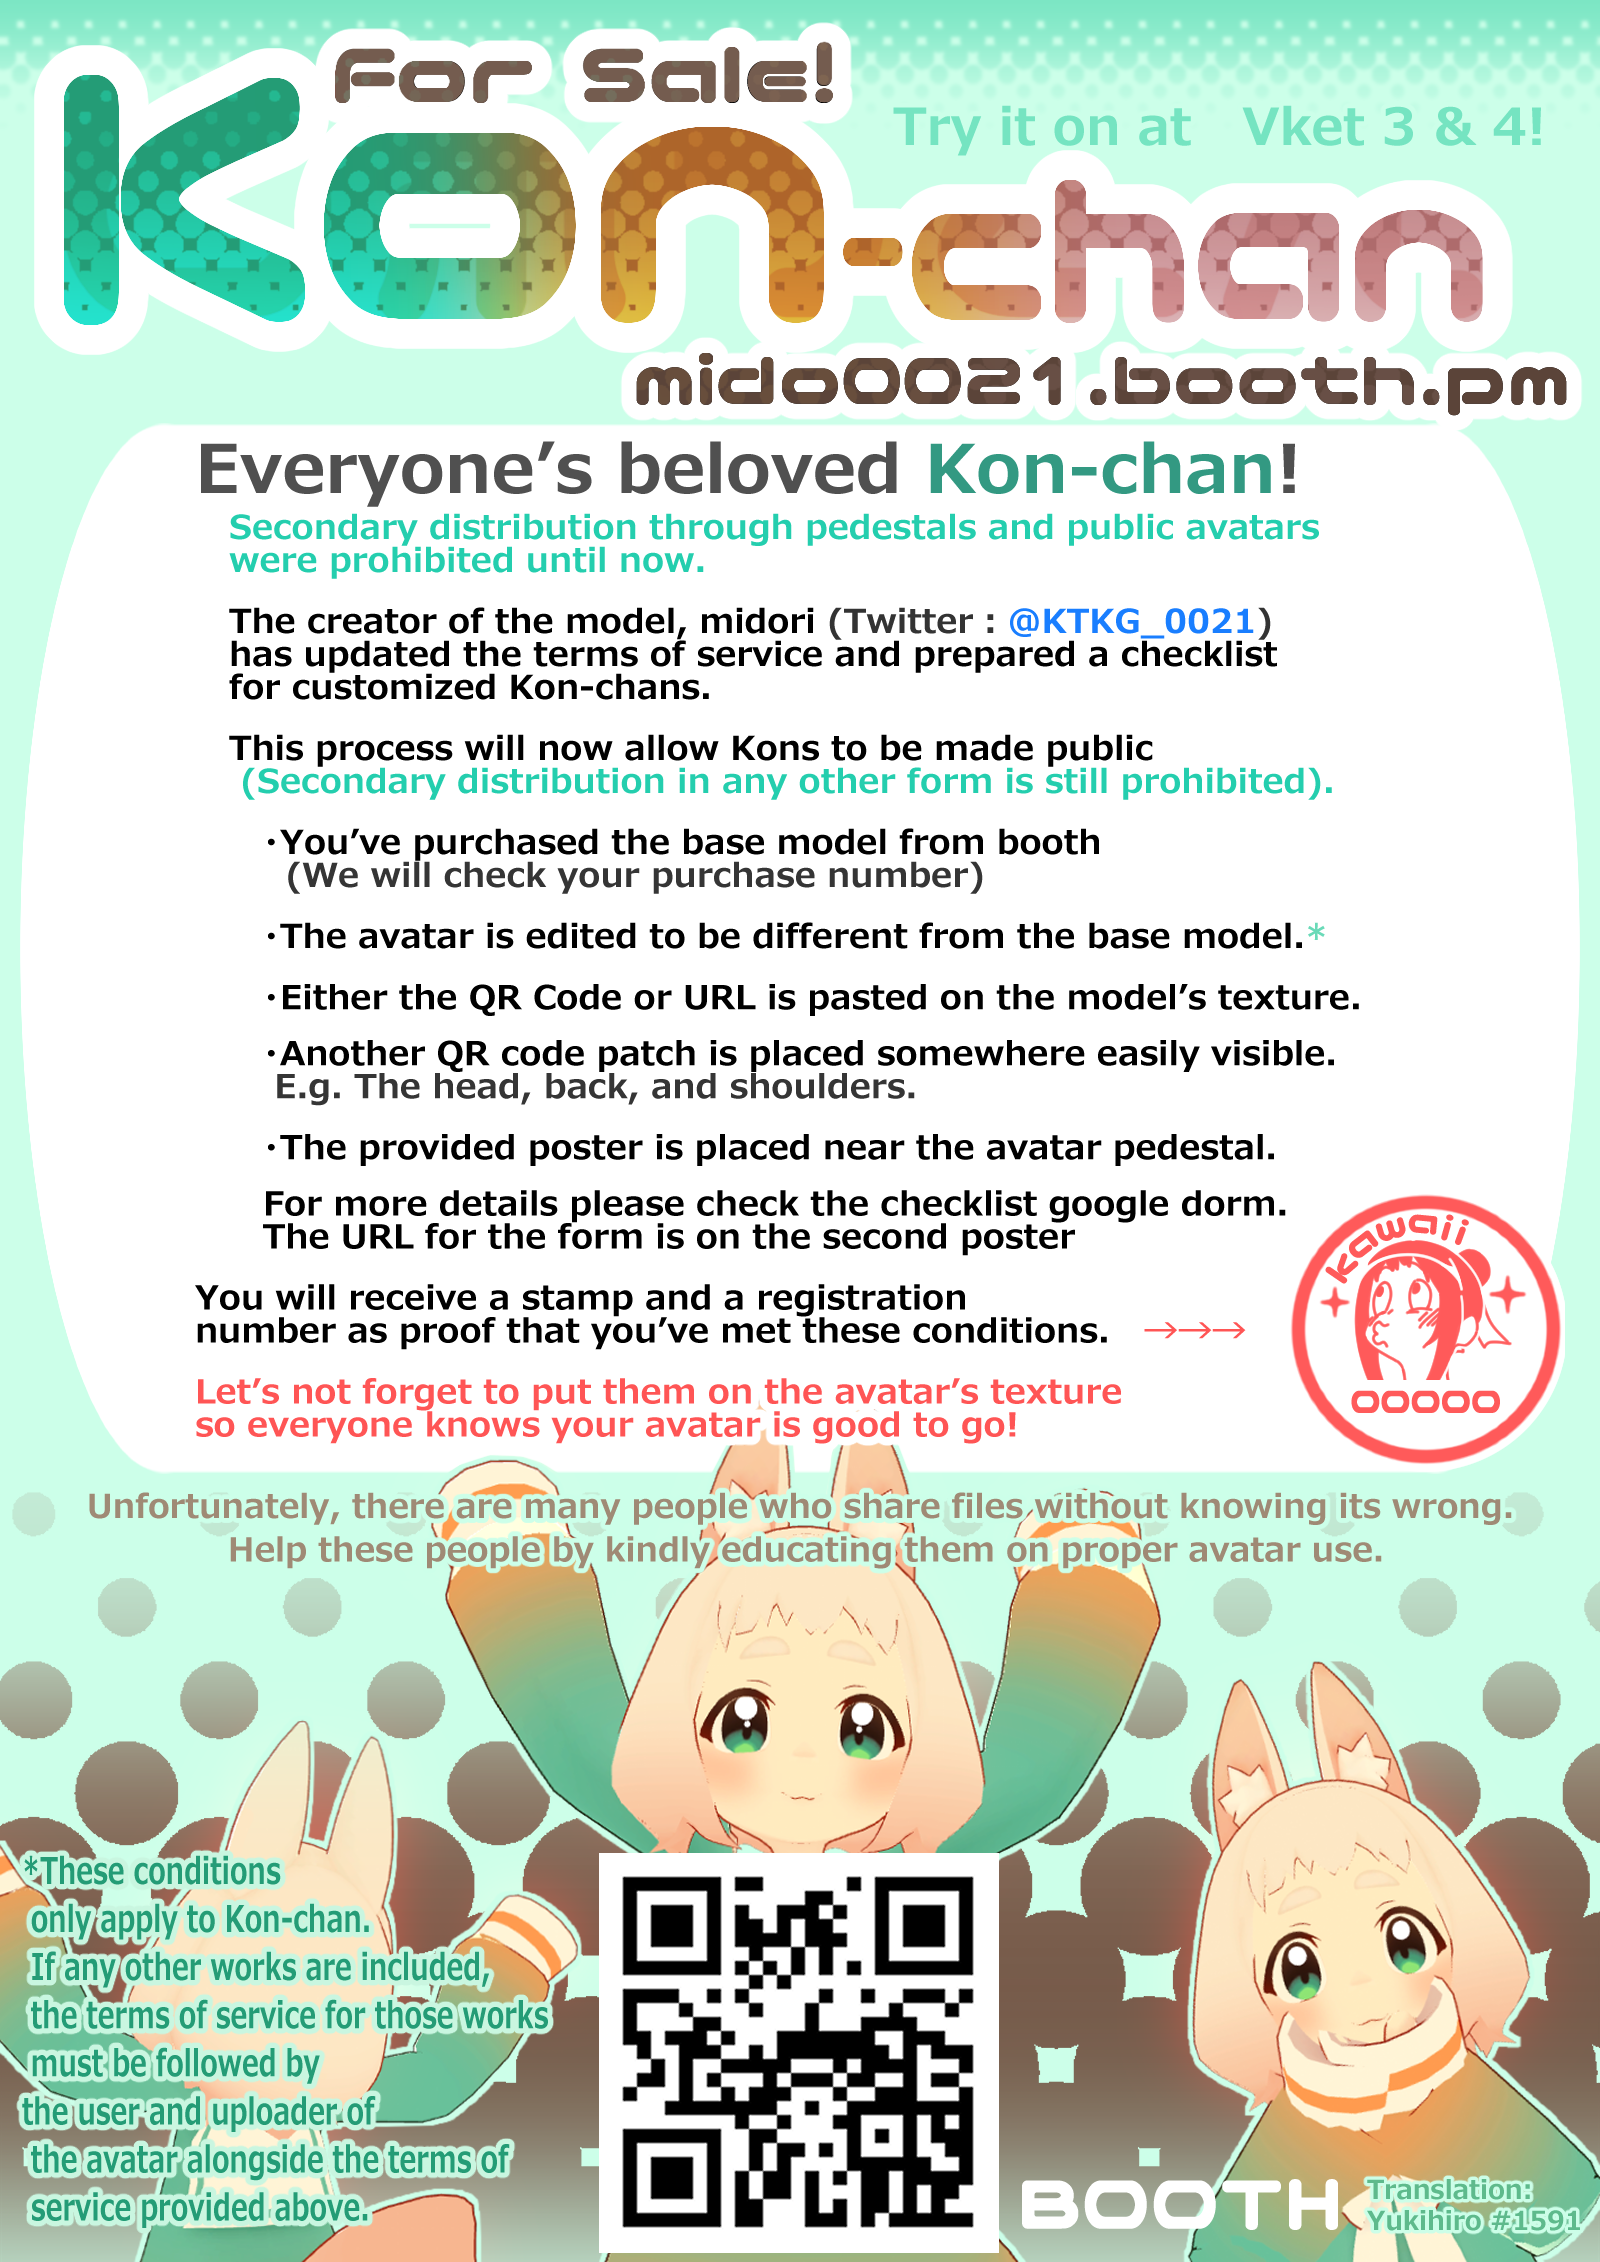 For Sale!
Try it on at Vket 3 & 4!
Kon-chan
mido0021.booth.pm
Everyone's beloved Kon-chan!
Secondary distribution through pedestals and public avatars
were prohibited until now.
The creator of the model, midori (Twitter : @KTKG_0021)
has updated the terms of service and prepared a checklist
for customized Kon-chans.
This process will now allow Kons to be made public
(Secondary distribution in any other form is still prohibited).
・You've purchased the base model from booth
(We will check your purchase number)
・The avatar is edited to be different from the base model.*
・Either the QR Code or URL is pasted on the model's texture.
・Another QR code patch is placed somewhere easily visible.
E.g. The head, back, and shoulders.
・The provided poster is placed near the avatar pedestal.
For more details please check the checklist google dorm.
The URL for the form is on the second poster
You will receive a stamp and a registration
number as proof that you've met these conditions. →→→
kawaii
00000
Let's not forget to put them on the avatar's texture
so everyone knows your avatar is good to go!
Unfortunately, there are many people who share files without knowing its wrong.
Help these people by kindly educating them on proper avatar use.
*These conditions
only apply to Kon-chan.
If any other works are included,
the terms of service for those works
must be followed by
the user and uploader of
the avatar alongside the terms of
service provided above.
BOOTH
Translation:
Yukihiro #1591